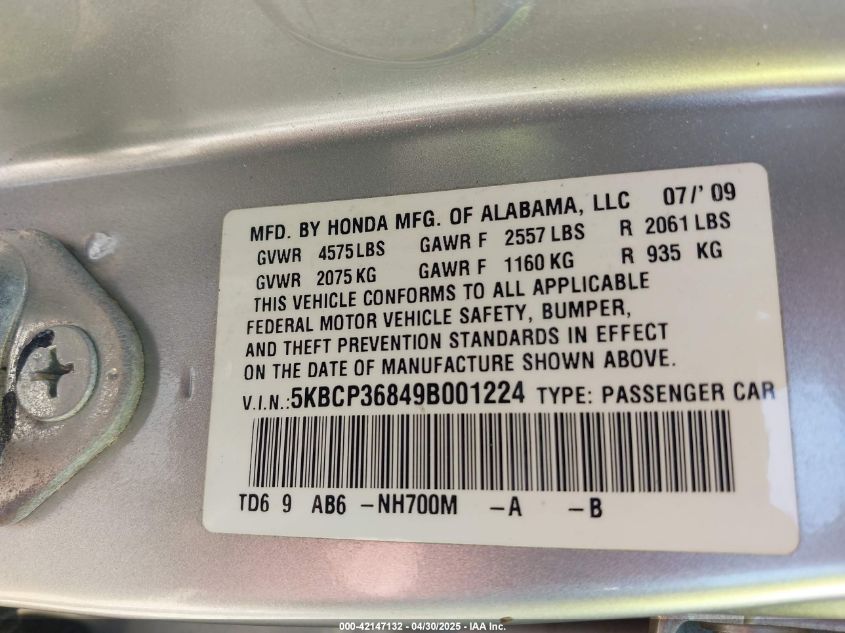 MFD. BY HONDA MFG. OF ALABAMA, LLC 07/' 09
GVWR 4575LBS GAWR F 2557 LBS R 2061 LBS
GVWR 2075 KG GAWR F 1160 KG R 935 KG
THIS VEHICLE CONFORMS TO ALL APPLICABLE
FEDERAL MOTOR VEHICLE SAFETY, BUMPER,
AND THEFT PREVENTION STANDARDS IN EFFECT
ON THE DATE OF MANUFACTURE SHOWN ABOVE.
V.I.N.:5KBCP36849B001224 TYPE: PASSENGER CAR
TD6 9 AB6 -NH700M -A -B
000-42147132 - 04/30/2025 - IAA Inc.